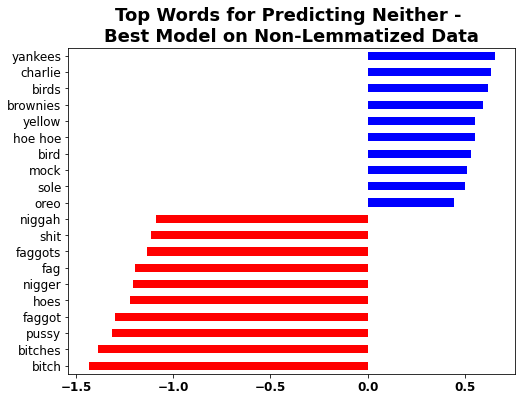 Top Words for Predicting Neither -
Best Model on Non-Lemmatized Data
yankees
charlie
birds
brownies
yellow
hoe hoe
bird
mock
sole
oreo
niggah
shit
faggots
fag
nigger
hoes
faggot
pussy
bitches
bitch
−1.5 −1.0 −0.5 0.0 0.5